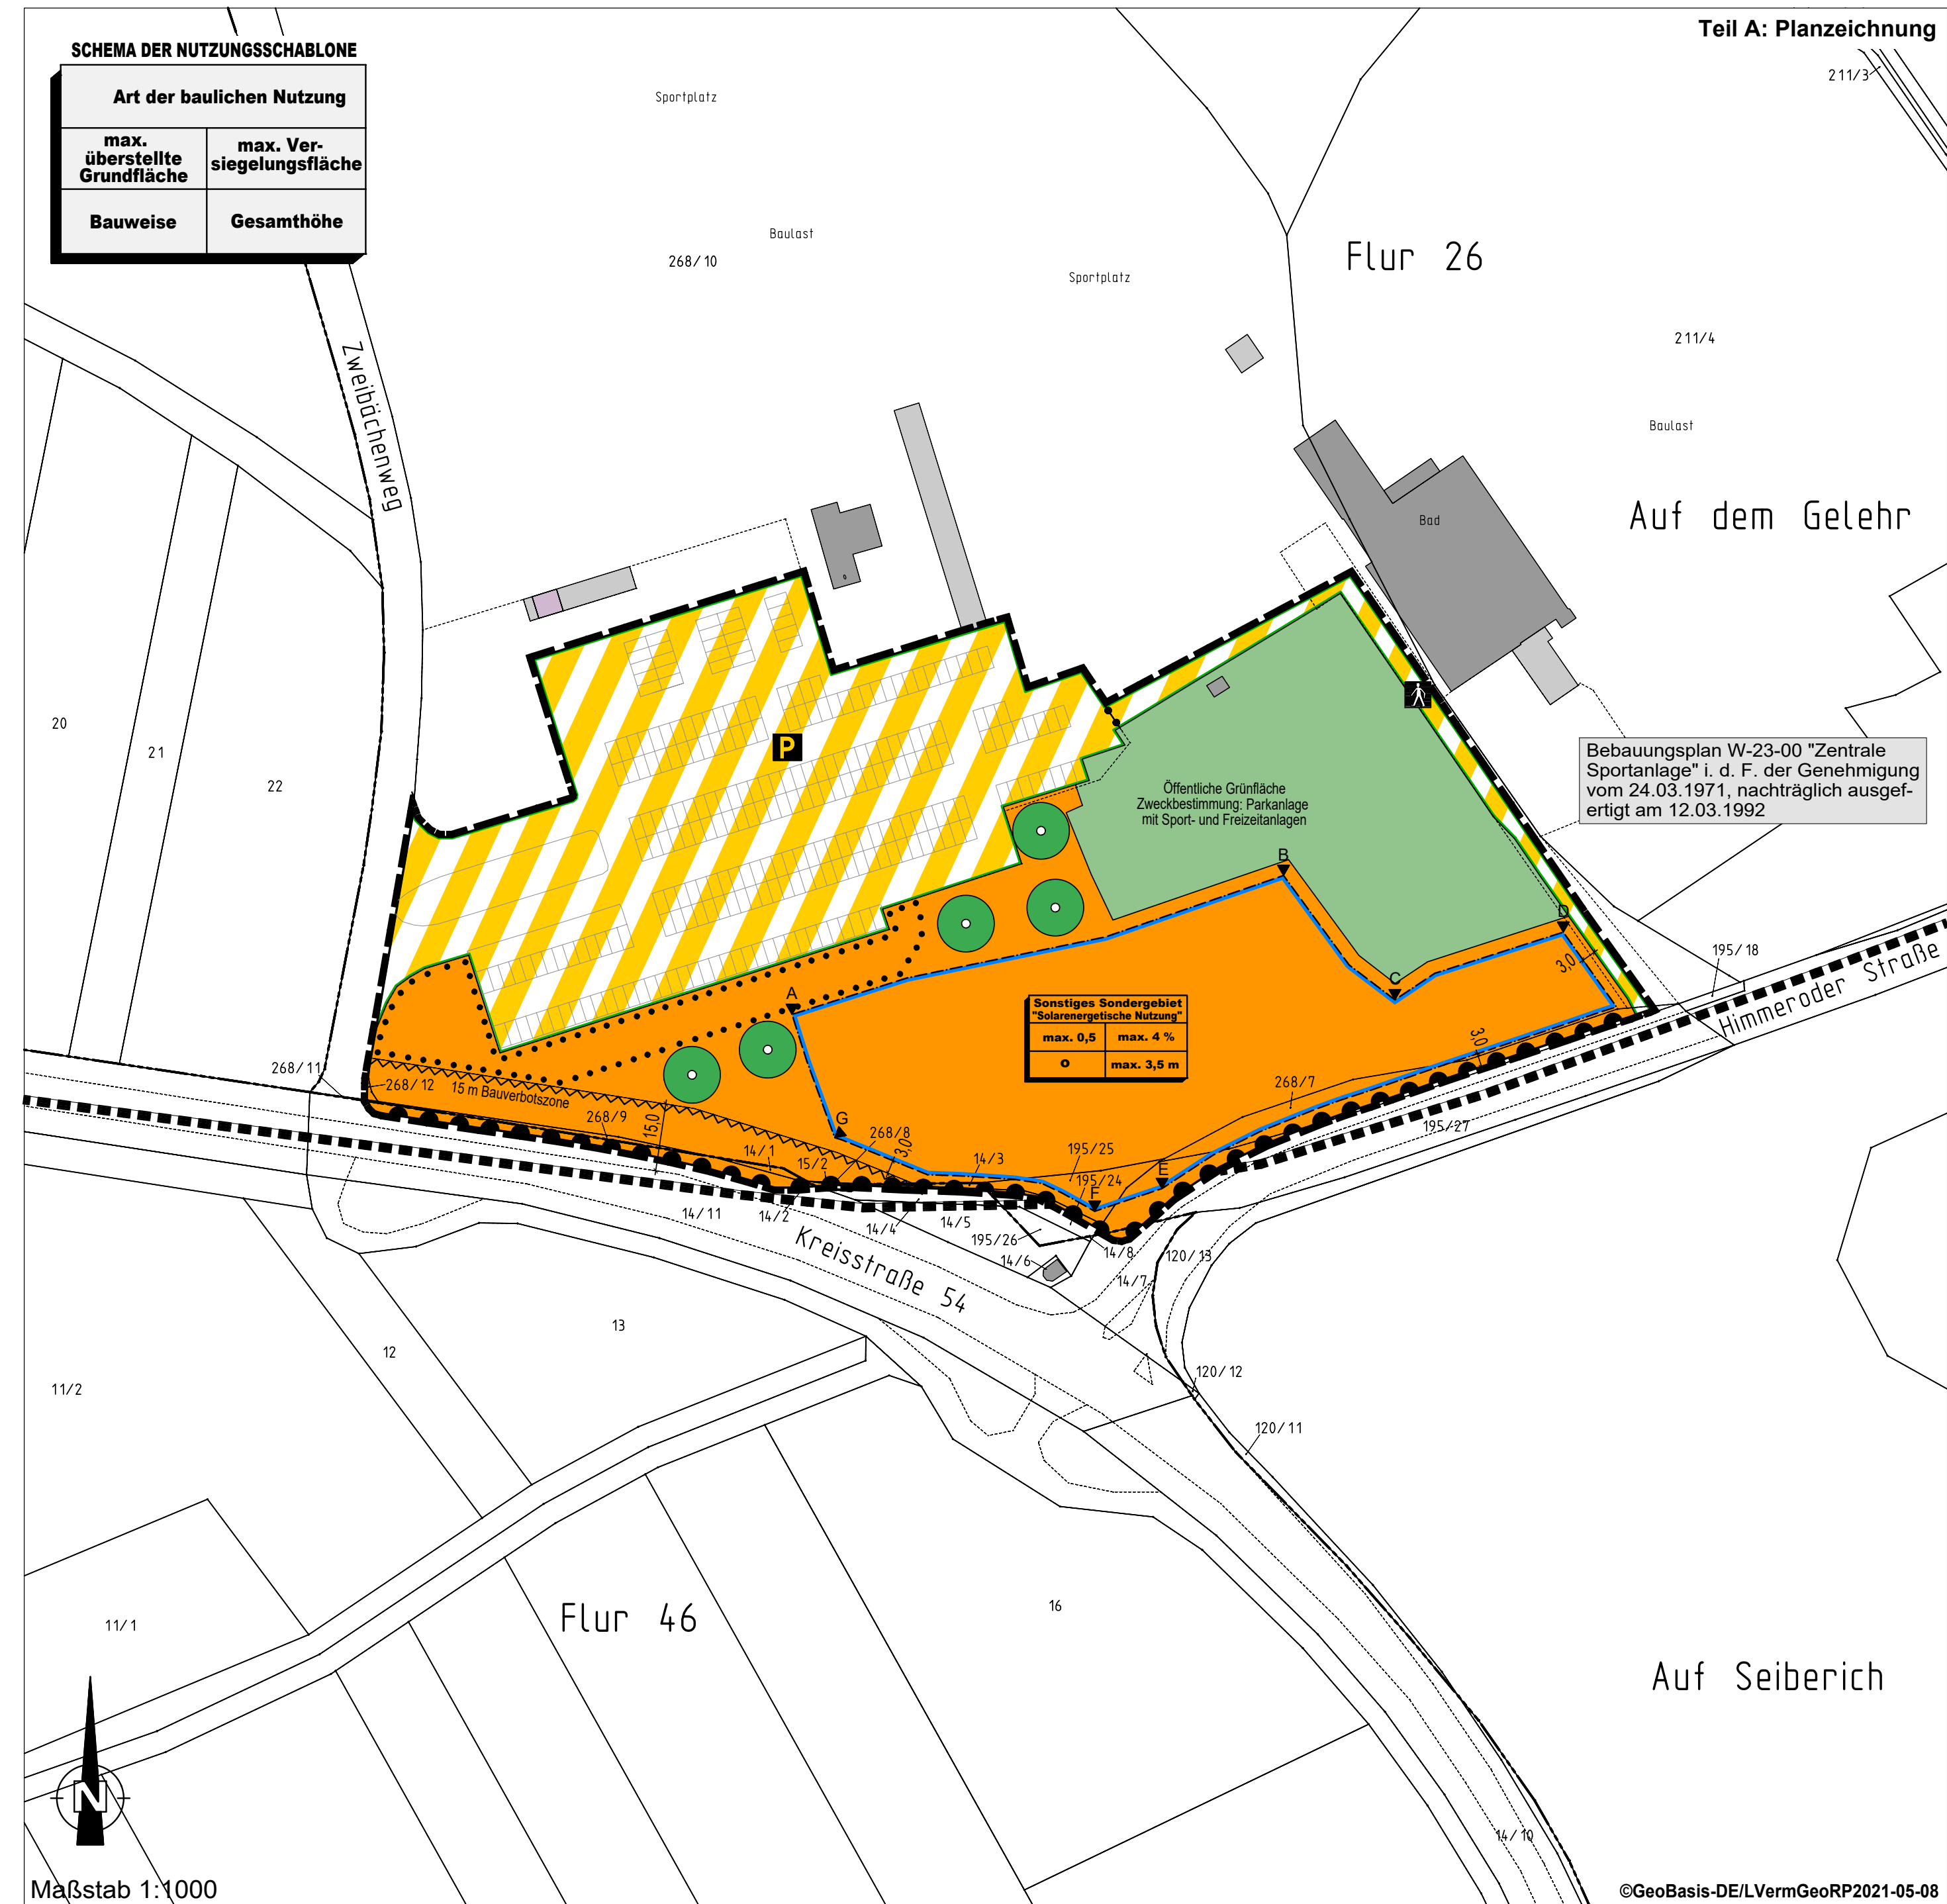 Teil A: Planzeichnung
SCHEMA DER NUTZUNGSSCHABLONE
Art der baulichen Nutzung
max.
überstellte
Grundfläche
max. Ver-
siegelungsfläche
Bauweise
Gesamthöhe
211/3
Sportplatz
Baulast
268/10
Sportplatz
Flur 26
211/4
Baulast
Zweibächenweg
Bad
Auf dem Gelehr
20
21
22
P
Bebauungsplan W-23-00 "Zentrale
Sportanlage" i. d. F. der Genehmigung
vom 24.03.1971, nachträglich ausgef-
ertigt am 12.03.1992
Öffentliche Grünfläche
Zweckbestimmung: Parkanlage
mit Sport- und Freizeitanlagen
B
D
3,0
195/18
Himmeroder Straße
A
C
Sonstiges Sondergebiet
"Solarenergetische Nutzung"
max. 0,5
max. 4 %
o
max. 3,5 m
3,0
268/11
268/12
15 m Bauverbotszone
268/7
268/9
15,0
G
268/8
3,0
195/27
14/1
15/2
14/3
195/25
E
195/24
F
14/11
14/2
14/4
14/5
195/26
14/6
14/8
14/7
120/13
Kreisstraße 54
13
12
11/2
120/12
120/11
11/1
Flur 46
16
Auf Seiberich
N
14/10
Maßstab 1:1000
©GeoBasis-DE/LVermGeoRP2021-05-08